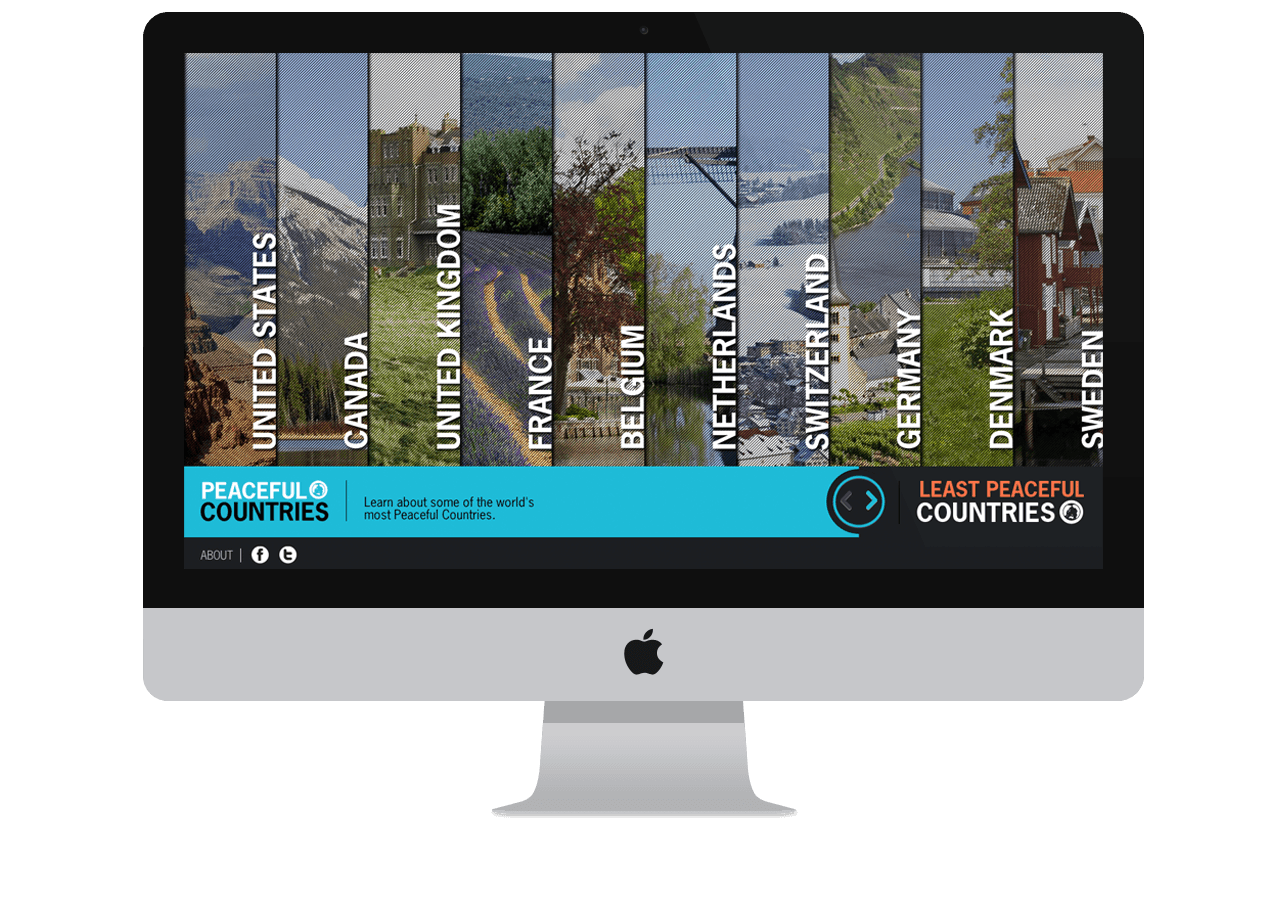 UNITED STATES
CANADA
UNITED KINGDOM
FRANCE
BELGIUM
NETHERLANDS
SWITZERLAND
GERMANY
DENMARK
SWEDEN
PEACEFUL
COUNTRIES
Learn about some of the world's
most Peaceful Countries.
LEAST PEACEFUL
COUNTRIES
ABOUT |